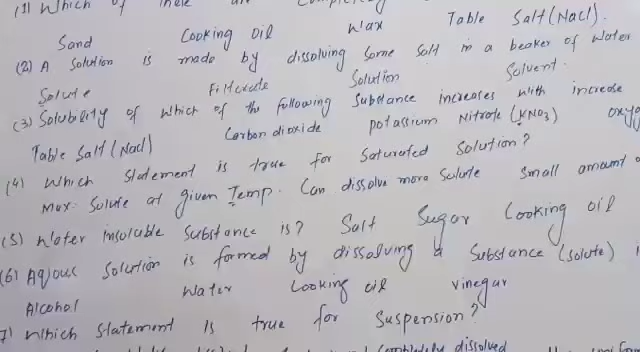 (1) Which of these are Completely
Sand Cooking Oil Wax Table Salt (Nacl).
(2) A Solution is made by dissolving Some Salt in a beaker of Water
Solute Filterate Solution Solvent.
(3) Solubility of which of the following Substance increases with increase
Table Salt (Nacl) Carbon dioxide potassium Nitrate (KNO3) oxyg
(4) Which Statement is true for Saturated Solution?
Max. Solute at given Temp. Can dissolve more Solute Small amount o
(5) Water insoluble Substance is? Salt Sugar Cooking oil
(6) Aqious Solution is formed by dissolving a Substance (Solute) i
Alcohol Water Cooking oil vinegar
7) Which Statement is true for Suspension?
Completely dissolved